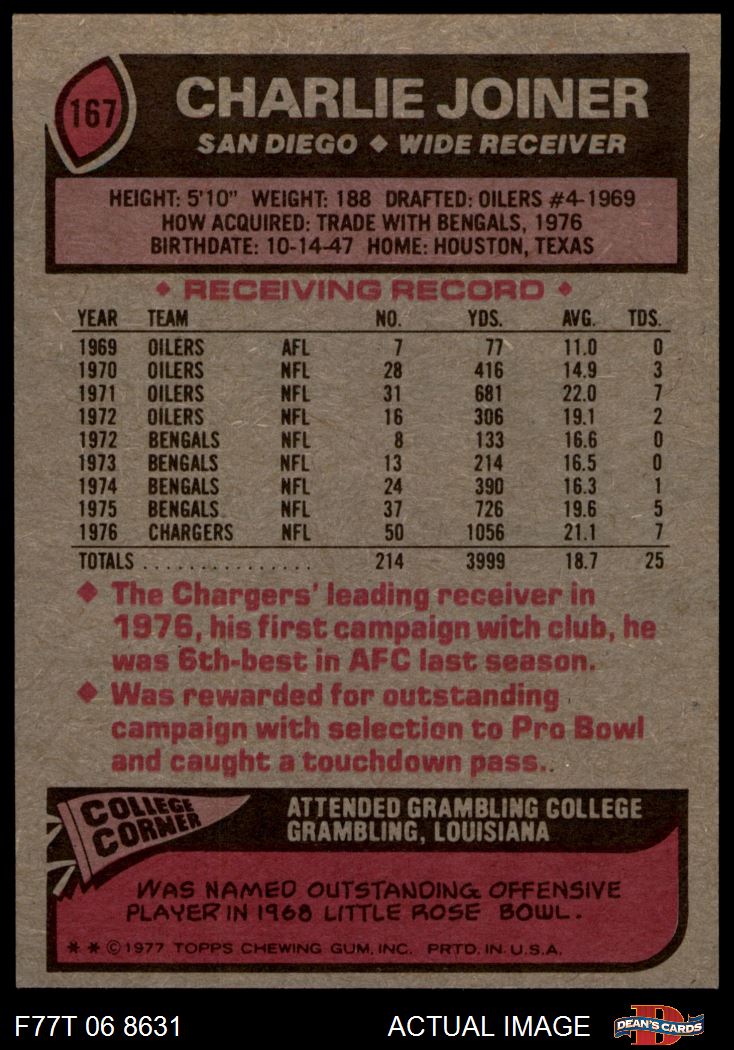 167
CHARLIE JOINER
SAN DIEGO ◆ WIDE RECEIVER
HEIGHT: 5'10" WEIGHT: 188 DRAFTED: OILERS #4-1969
HOW ACQUIRED: TRADE WITH BENGALS, 1976
BIRTHDATE: 10-14-47 HOME: HOUSTON, TEXAS
◆ RECEIVING RECORD ◆
YEAR TEAM NO. YDS. AVG. TDS.
1969 OILERS AFL 7 77 11.0 0
1970 OILERS NFL 28 416 14.9 3
1971 OILERS NFL 31 681 22.0 7
1972 OILERS NFL 16 306 19.1 2
1972 BENGALS NFL 8 133 16.6 0
1973 BENGALS NFL 13 214 16.5 0
1974 BENGALS NFL 24 390 16.3 1
1975 BENGALS NFL 37 726 19.6 5
1976 CHARGERS NFL 50 1056 21.1 7
TOTALS . . . . . . . . . . . . . . . 214 3999 18.7 25
◆ The Chargers' leading receiver in
1976, his first campaign with club, he
was 6th-best in AFC last season.
◆ Was rewarded for outstanding
campaign with selection to Pro Bowl
and caught a touchdown pass..
COLLEGE
CORNER
ATTENDED GRAMBLING COLLEGE
GRAMBLING, LOUISIANA
WAS NAMED OUTSTANDING OFFENSIVE
PLAYER IN 1968 LITTLE ROSE BOWL.
* * © 1977 TOPPS CHEWING GUM, INC. PRTD. IN U.S.A.
F77T 06 8631 ACTUAL IMAGE
D
DEAN'S CARDS